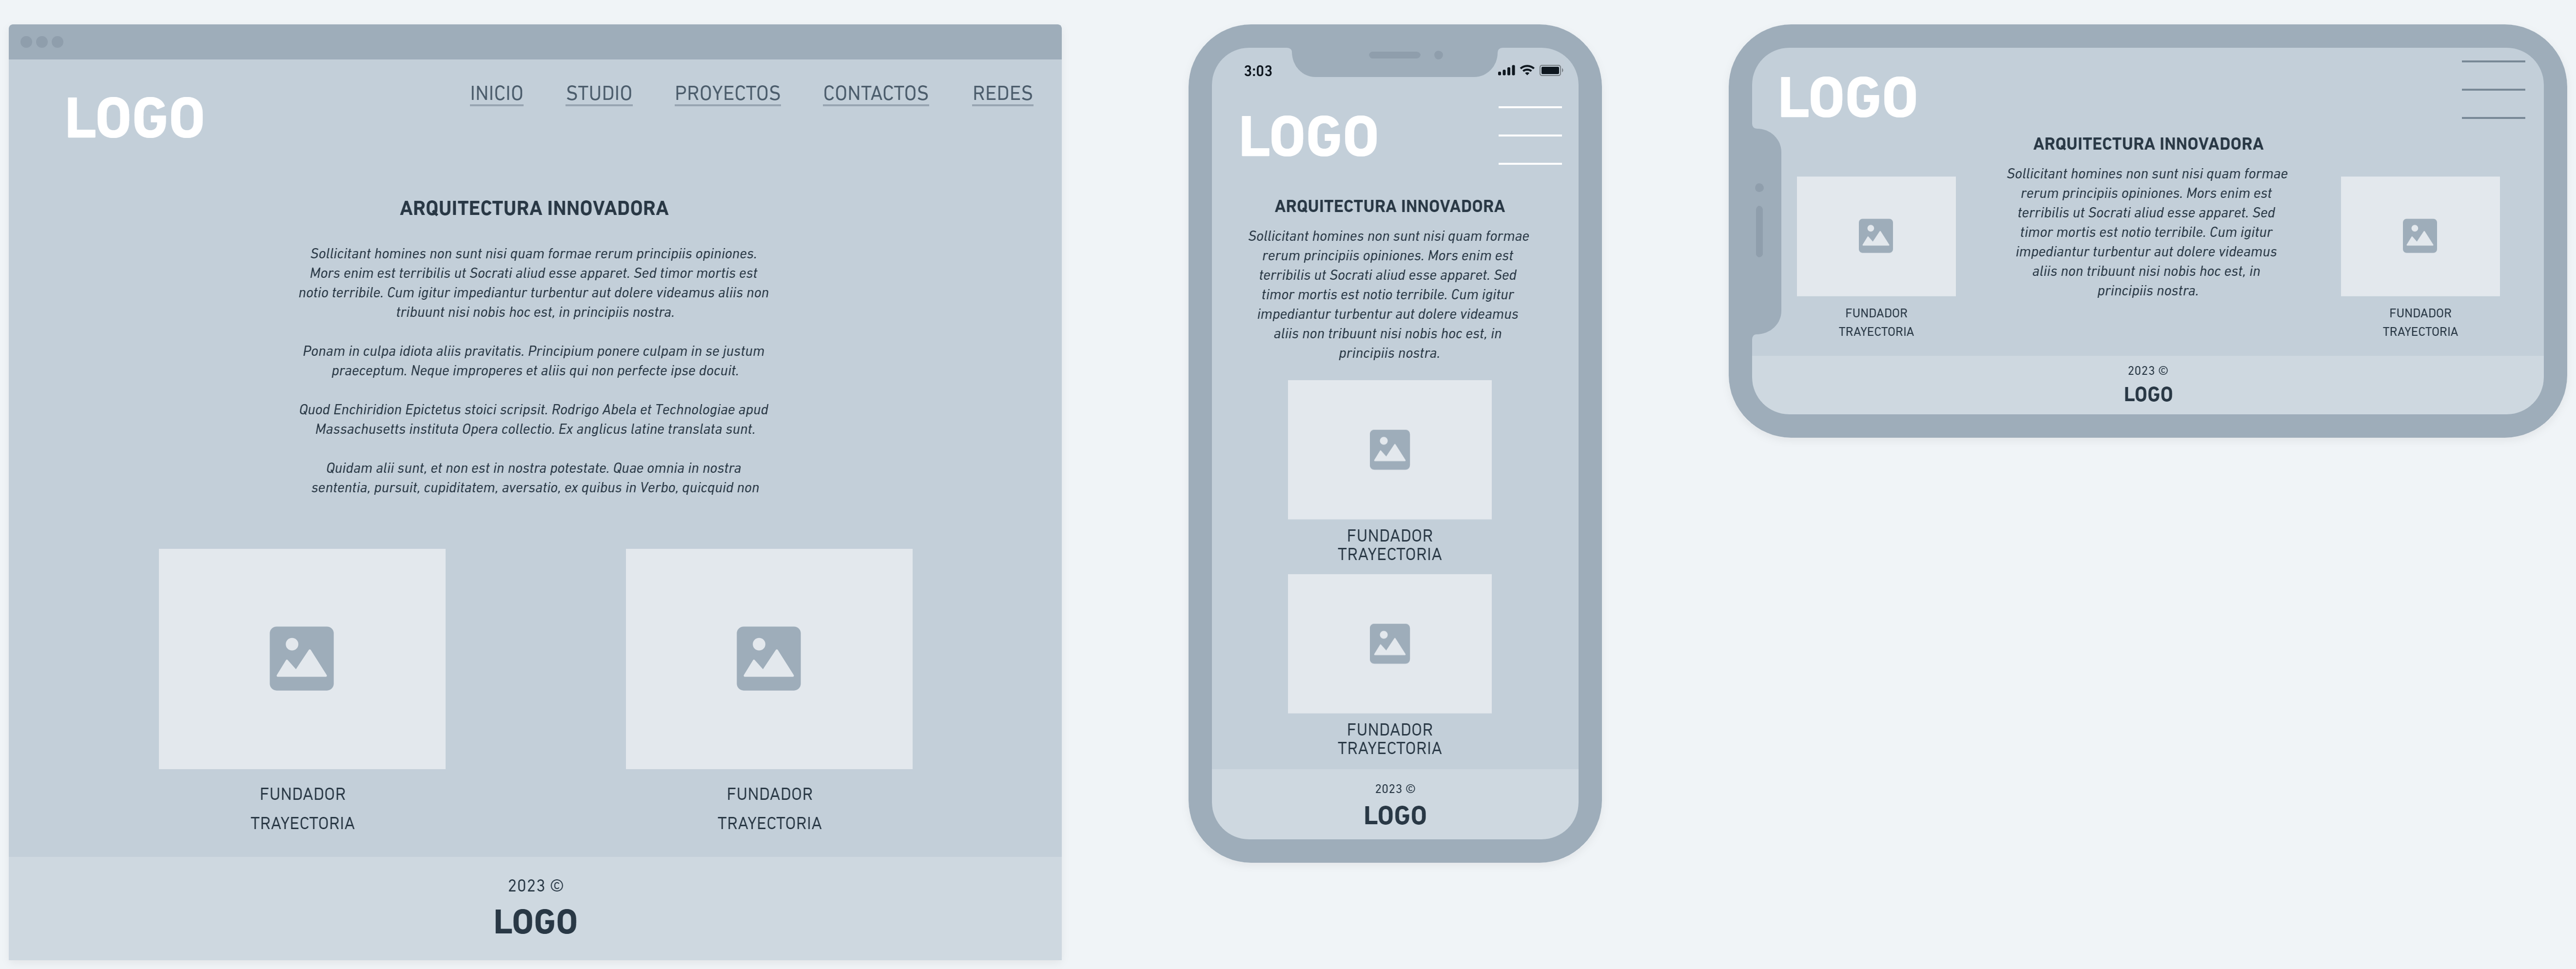 LOGO
INICIO STUDIO PROYECTOS CONTACTOS REDES
ARQUITECTURA INNOVADORA
Sollicitant homines non sunt nisi quam formae rerum principiis opiniones.
Mors enim est terribilis ut Socrati aliud esse apparet. Sed timor mortis est
notio terribile. Cum igitur impediantur turbentur aut dolere videamus aliis non
tribuunt nisi nobis hoc est, in principiis nostra.
Ponam in culpa idiota aliis pravitatis. Principium ponere culpam in se justum
praeceptum. Neque improperes et aliis qui non perfecte ipse docuit.
Quod Enchiridion Epictetus stoici scripsit. Rodrigo Abela et Technologiae apud
Massachusetts instituta Opera collectio. Ex anglicus latine translata sunt.
Quidam alii sunt, et non est in nostra potestate. Quae omnia in nostra
sententia, pursuit, cupiditatem, aversatio, ex quibus in Verbo, quicquid non
FUNDADOR
TRAYECTORIA
FUNDADOR
TRAYECTORIA
2023 ©
LOGO
3:03
LOGO
ARQUITECTURA INNOVADORA
Sollicitant homines non sunt nisi quam formae
rerum principiis opiniones. Mors enim est
terribilis ut Socrati aliud esse apparet. Sed
timor mortis est notio terribile. Cum igitur
impediantur turbentur aut dolere videamus
aliis non tribuunt nisi nobis hoc est, in
principiis nostra.
FUNDADOR
TRAYECTORIA
FUNDADOR
TRAYECTORIA
2023 ©
LOGO
LOGO
ARQUITECTURA INNOVADORA
Sollicitant homines non sunt nisi quam formae
rerum principiis opiniones. Mors enim est
terribilis ut Socrati aliud esse apparet. Sed
timor mortis est notio terribile. Cum igitur
impediantur turbentur aut dolere videamus
aliis non tribuunt nisi nobis hoc est, in
principiis nostra.
FUNDADOR
TRAYECTORIA
FUNDADOR
TRAYECTORIA
2023 ©
LOGO